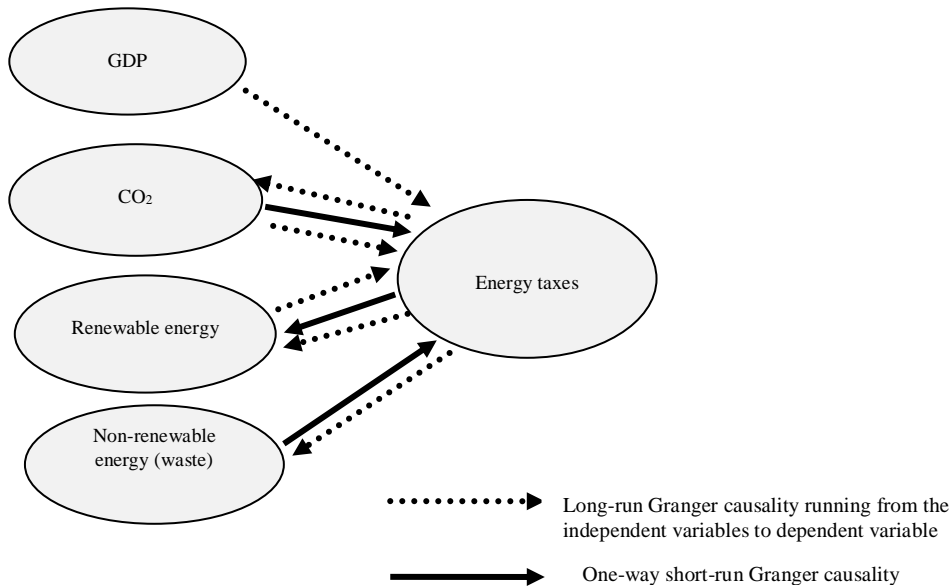 GDP
CO₂
Energy taxes
Renewable energy
Non-renewable
energy (waste)
Long-run Granger causality running from the
independent variables to dependent variable
One-way short-run Granger causality